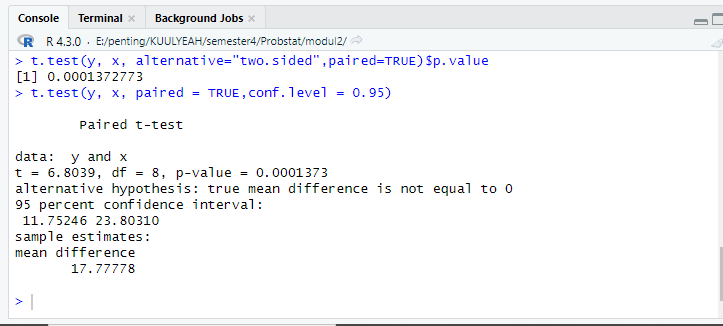 Console Terminal × Background Jobs ×
R 4.3.0 · E:/penting/KUULYEAH/semester4/Probstat/modul2/
> t.test(y, x, alternative="two.sided",paired=TRUE)$p.value
[1] 0.0001372773
> t.test(y, x, paired = TRUE,conf.level = 0.95)
Paired t-test
data:  y and x
t = 6.8039, df = 8, p-value = 0.0001373
alternative hypothesis: true mean difference is not equal to 0
95 percent confidence interval:
11.75246 23.80310
sample estimates:
mean difference
17.77778
>